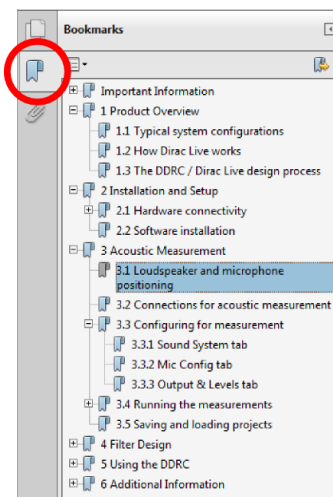 Bookmarks
Important Information
1 Product Overview
1.1 Typical system configurations
1.2 How Dirac Live works
1.3 The DDRC / Dirac Live design process
2 Installation and Setup
2.1 Hardware connectivity
2.2 Software installation
3 Acoustic Measurement
3.1 Loudspeaker and microphone
positioning
3.2 Connections for acoustic measurement
3.3 Configuring for measurement
3.3.1 Sound System tab
3.3.2 Mic Config tab
3.3.3 Output & Levels tab
3.4 Running the measurements
3.5 Saving and loading projects
4 Filter Design
5 Using the DDRC
6 Additional Information